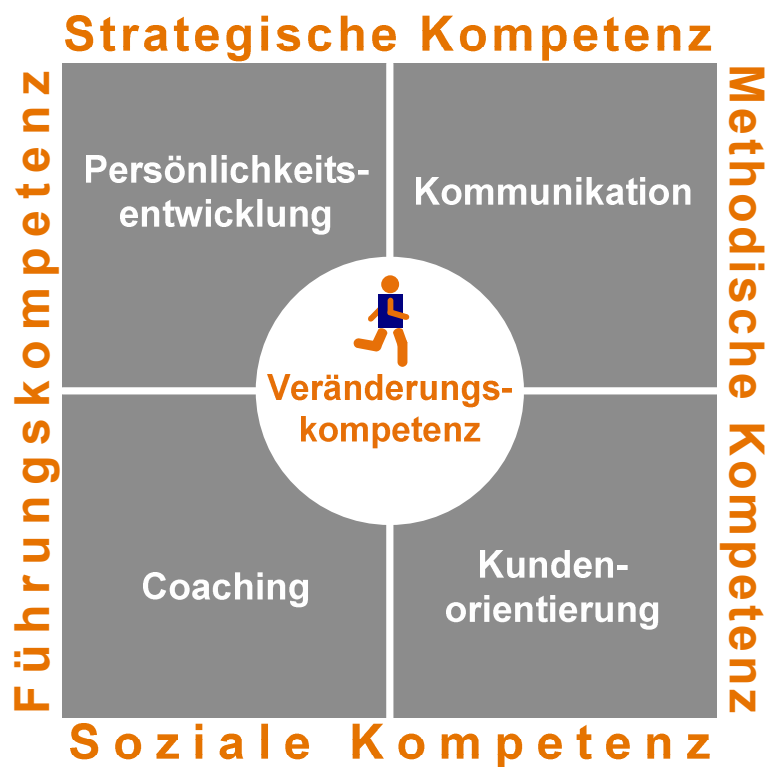 Strategische Kompetenz
Führungskompetenz
Methodische Kompetenz
Persönlichkeits-
entwicklung
Kommunikation
Veränderungs-
kompetenz
Coaching
Kunden-
orientierung
Soziale Kompetenz